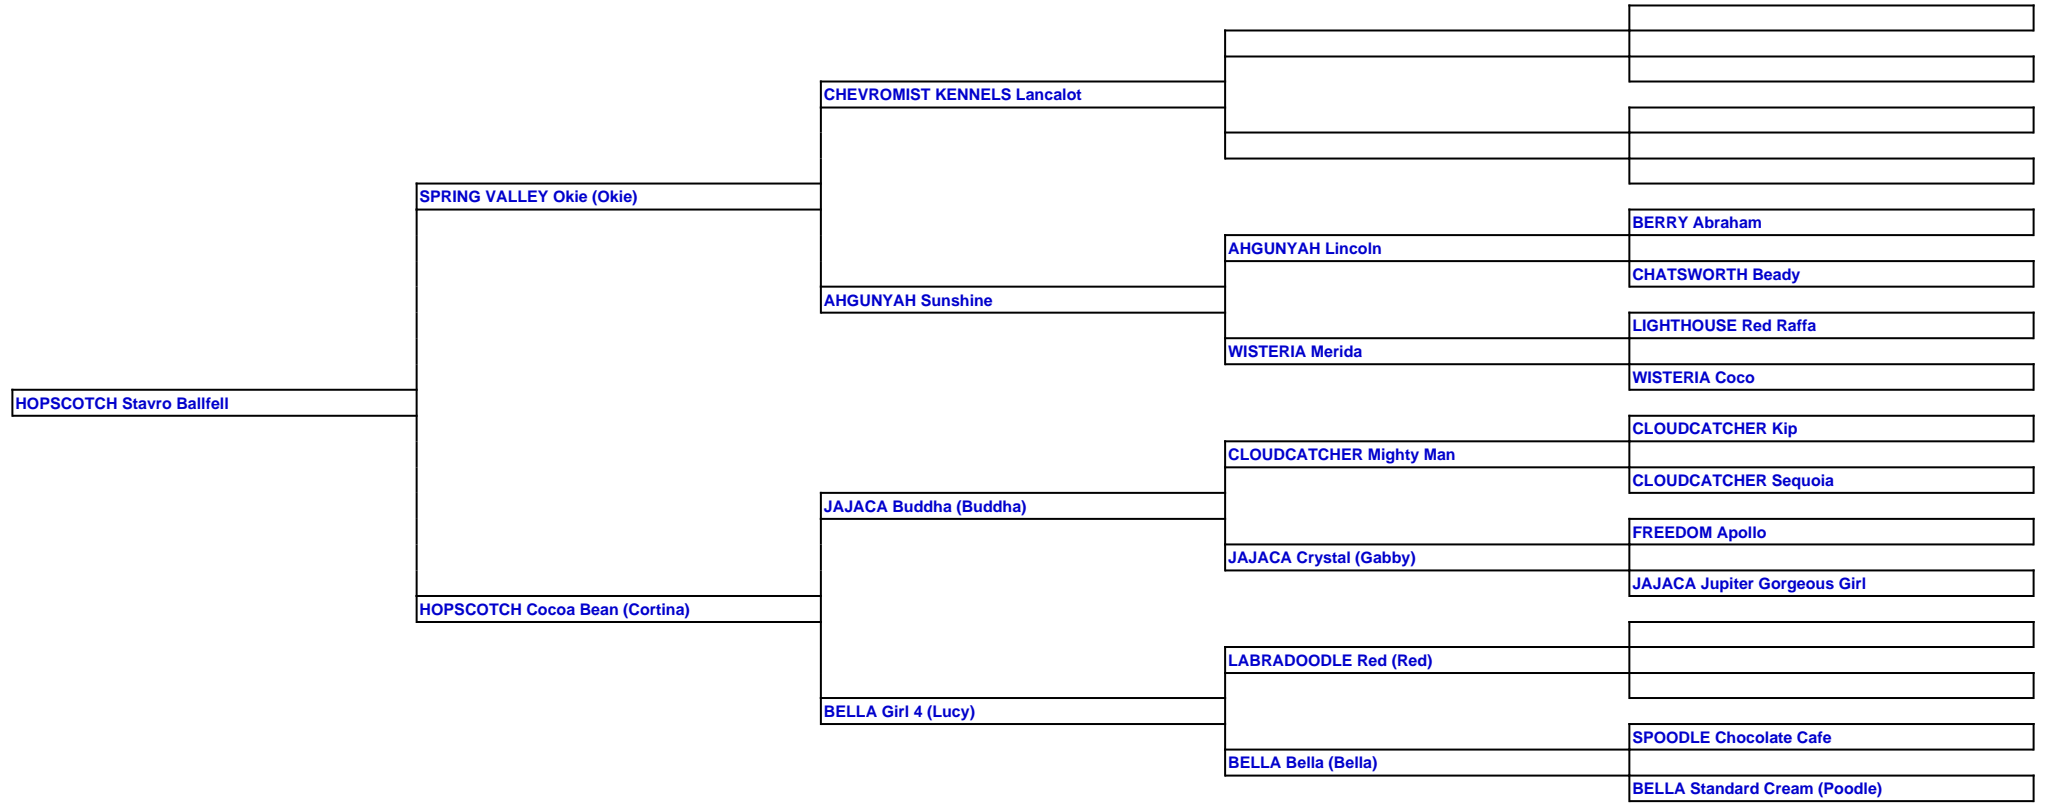 CHEVROMIST KENNELS Lancalot
SPRING VALLEY Okie (Okie)
BERRY Abraham
AHGUNYAH Lincoln
CHATSWORTH Beady
AHGUNYAH Sunshine
LIGHTHOUSE Red Raffa
WISTERIA Merida
WISTERIA Coco
HOPSCOTCH Stavro Ballfell
CLOUDCATCHER Kip
CLOUDCATCHER Mighty Man
CLOUDCATCHER Sequoia
JAJACA Buddha (Buddha)
FREEDOM Apollo
JAJACA Crystal (Gabby)
JAJACA Jupiter Gorgeous Girl
HOPSCOTCH Cocoa Bean (Cortina)
LABRADOODLE Red (Red)
BELLA Girl 4 (Lucy)
SPOODLE Chocolate Cafe
BELLA Bella (Bella)
BELLA Standard Cream (Poodle)